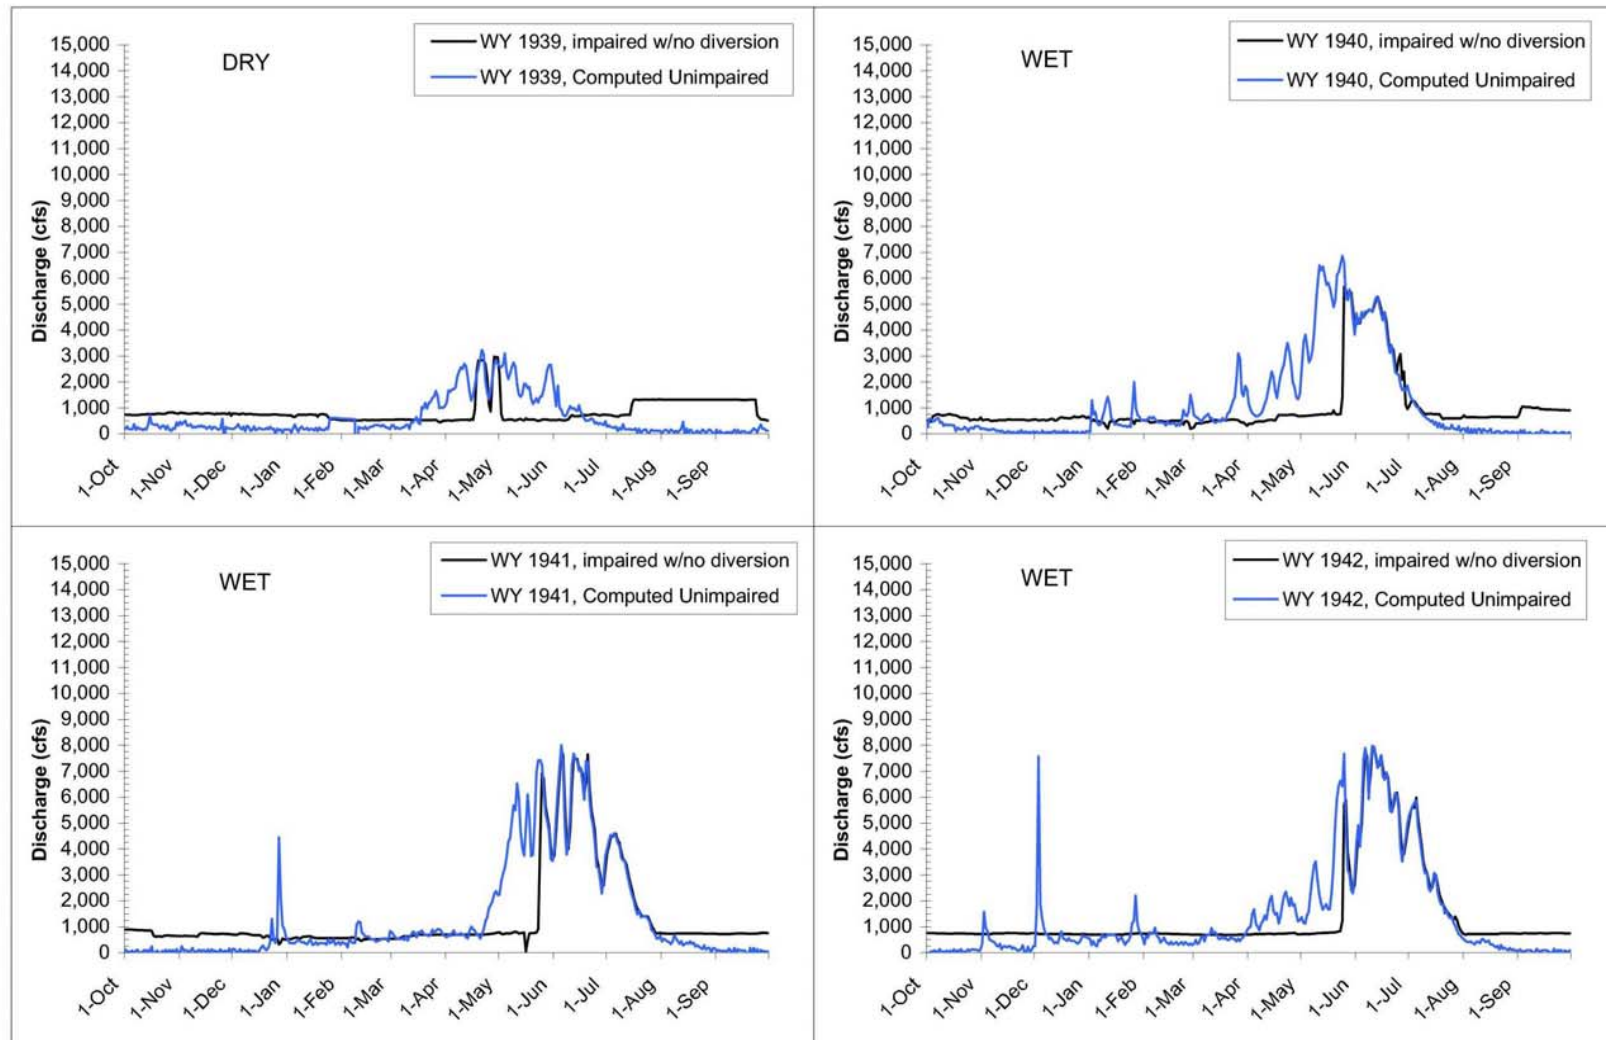 DRY
WY 1939, impaired w/no diversion
WY 1939, Computed Unimpaired
Discharge (cfs)
15,000
14,000
13,000
12,000
11,000
10,000
9,000
8,000
7,000
6,000
5,000
4,000
3,000
2,000
1,000
0
1-Oct
1-Nov
1-Dec
1-Jan
1-Feb
1-Mar
1-Apr
1-May
1-Jun
1-Jul
1-Aug
1-Sep
WET
WY 1940, impaired w/no diversion
WY 1940, Computed Unimpaired
Discharge (cfs)
15,000
14,000
13,000
12,000
11,000
10,000
9,000
8,000
7,000
6,000
5,000
4,000
3,000
2,000
1,000
0
1-Oct
1-Nov
1-Dec
1-Jan
1-Feb
1-Mar
1-Apr
1-May
1-Jun
1-Jul
1-Aug
1-Sep
WET
WY 1941, impaired w/no diversion
WY 1941, Computed Unimpaired
Discharge (cfs)
15,000
14,000
13,000
12,000
11,000
10,000
9,000
8,000
7,000
6,000
5,000
4,000
3,000
2,000
1,000
0
1-Oct
1-Nov
1-Dec
1-Jan
1-Feb
1-Mar
1-Apr
1-May
1-Jun
1-Jul
1-Aug
1-Sep
WET
WY 1942, impaired w/no diversion
WY 1942, Computed Unimpaired
Discharge (cfs)
15,000
14,000
13,000
12,000
11,000
10,000
9,000
8,000
7,000
6,000
5,000
4,000
3,000
2,000
1,000
0
1-Oct
1-Nov
1-Dec
1-Jan
1-Feb
1-Mar
1-Apr
1-May
1-Jun
1-Jul
1-Aug
1-Sep